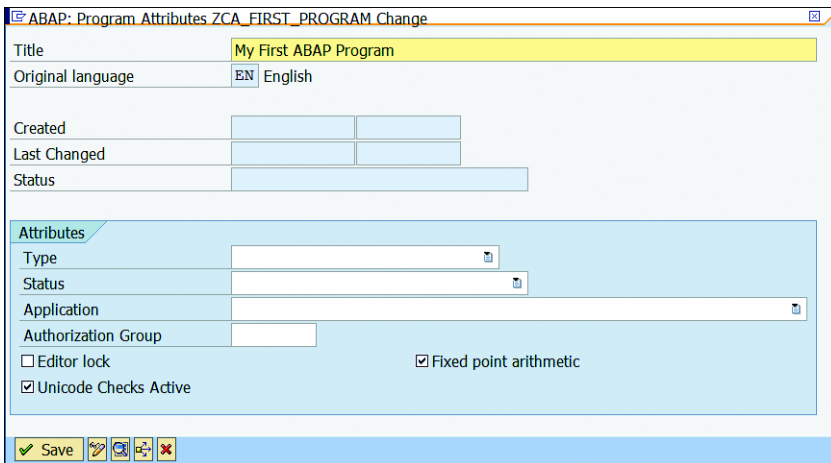 ABAP: Program Attributes ZCA_FIRST_PROGRAM Change
Title My First ABAP Program
Original language EN English
Created
Last Changed
Status
Attributes
Type
Status
Application
Authorization Group
Editor lock Fixed point arithmetic
Unicode Checks Active
Save